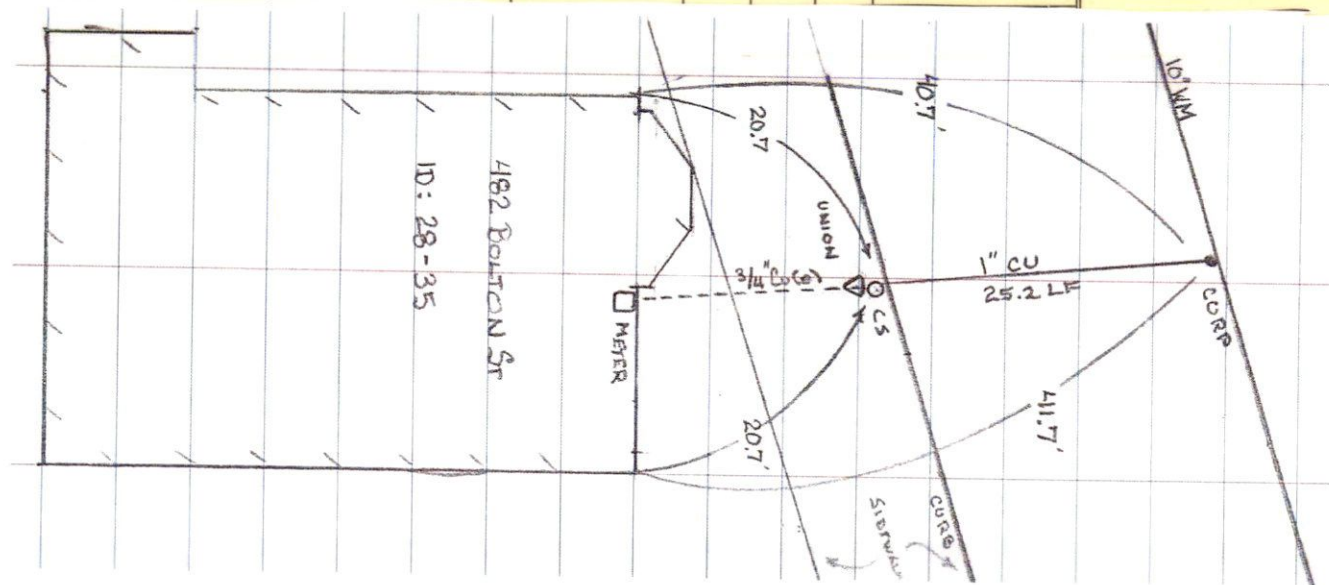 10" WM
40.7'
20.7
UNION
482 BOLTON ST
ID: 28-35
3/4" CU (E)
1" CU
25.2 LF
CS
CORP
METER
41.7'
20.7'
CURB
SIDEWALK